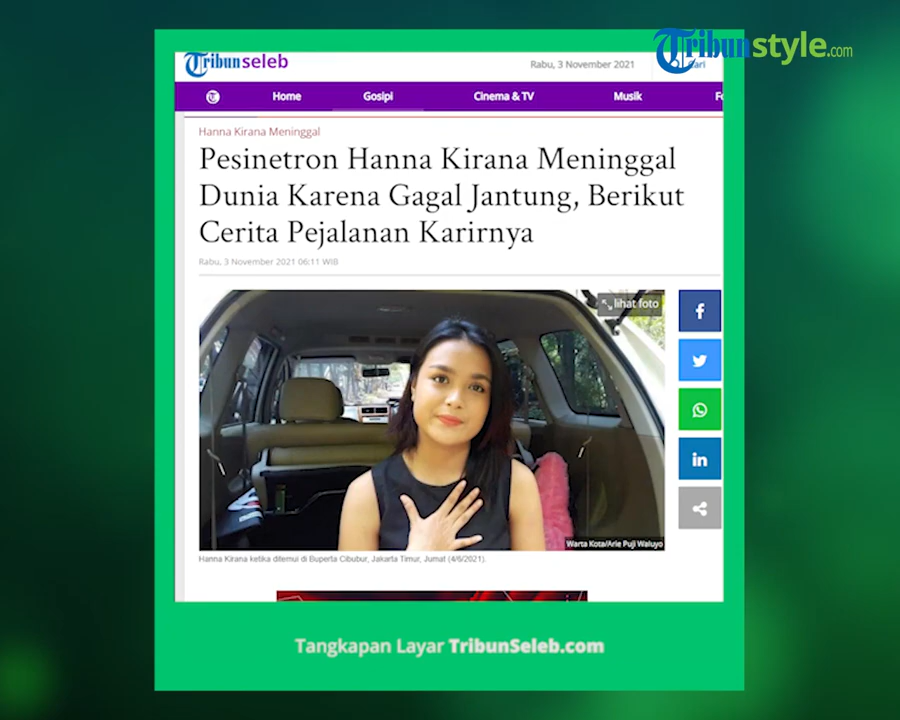 Tribunstyle.com
Tribunseleb
Rabu, 3 November 2021
Cari
Home
Gosipi
Cinema & TV
Musik
Hanna Kirana Meninggal
Pesinetron Hanna Kirana Meninggal
Dunia Karena Gagal Jantung, Berikut
Cerita Pejalanan Karirnya
Rabu, 3 November 2021 06:11 WIB
lihat foto
Warta Kota/Arie Puji Waluyo
Hanna Kirana ketika ditemui di Buperta Cibubur, Jakarta Timur, Jumat (4/6/2021).
Tangkapan Layar TribunSeleb.com